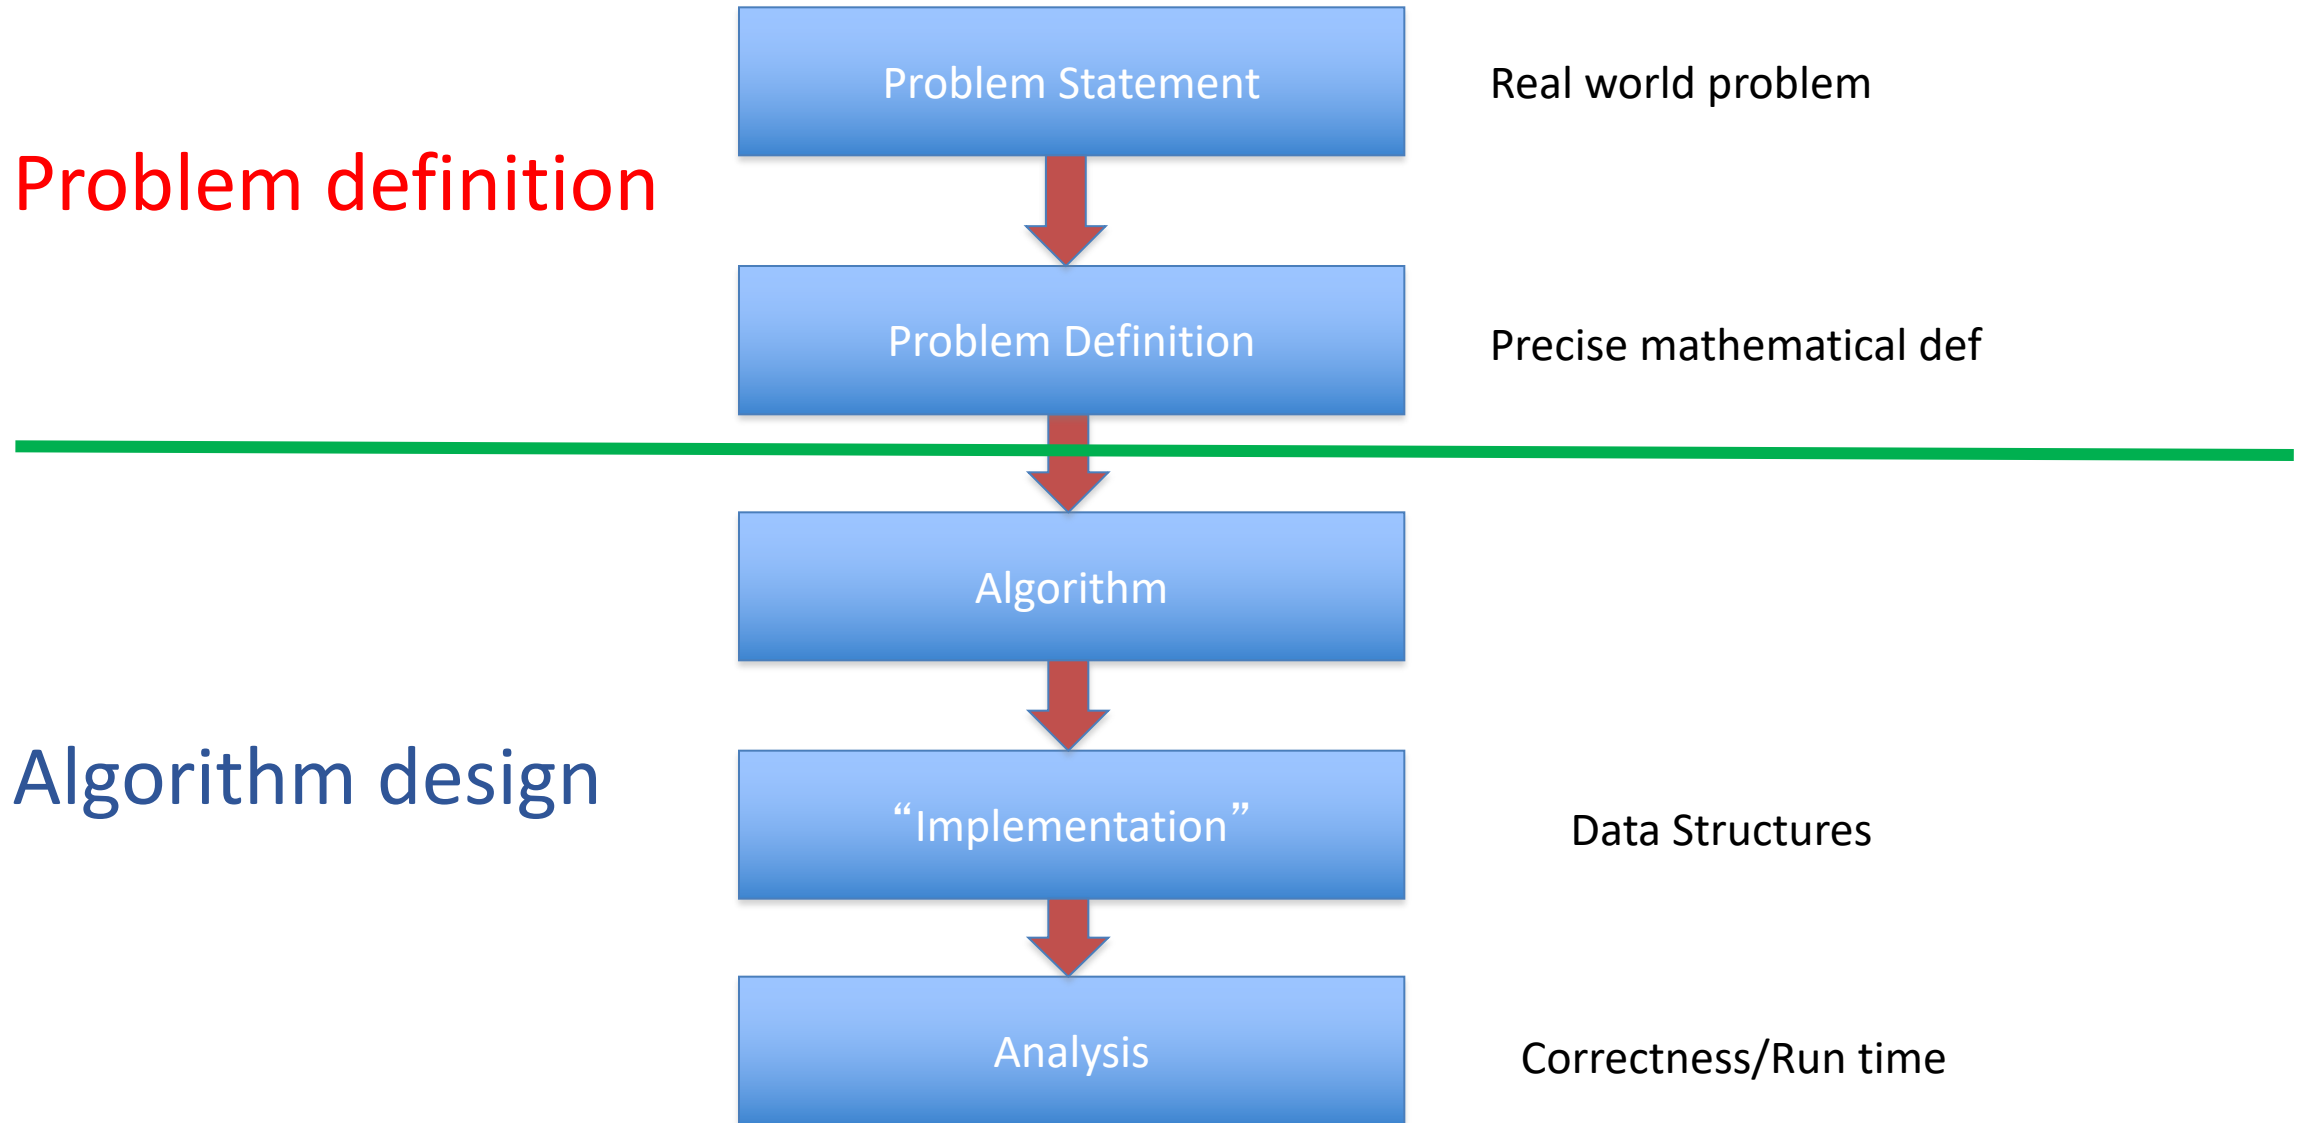 Problem Statement
Real world problem
Problem definition
Problem Definition
Precise mathematical def
Algorithm
Algorithm design
“Implementation”
Data Structures
Analysis
Correctness/Run time